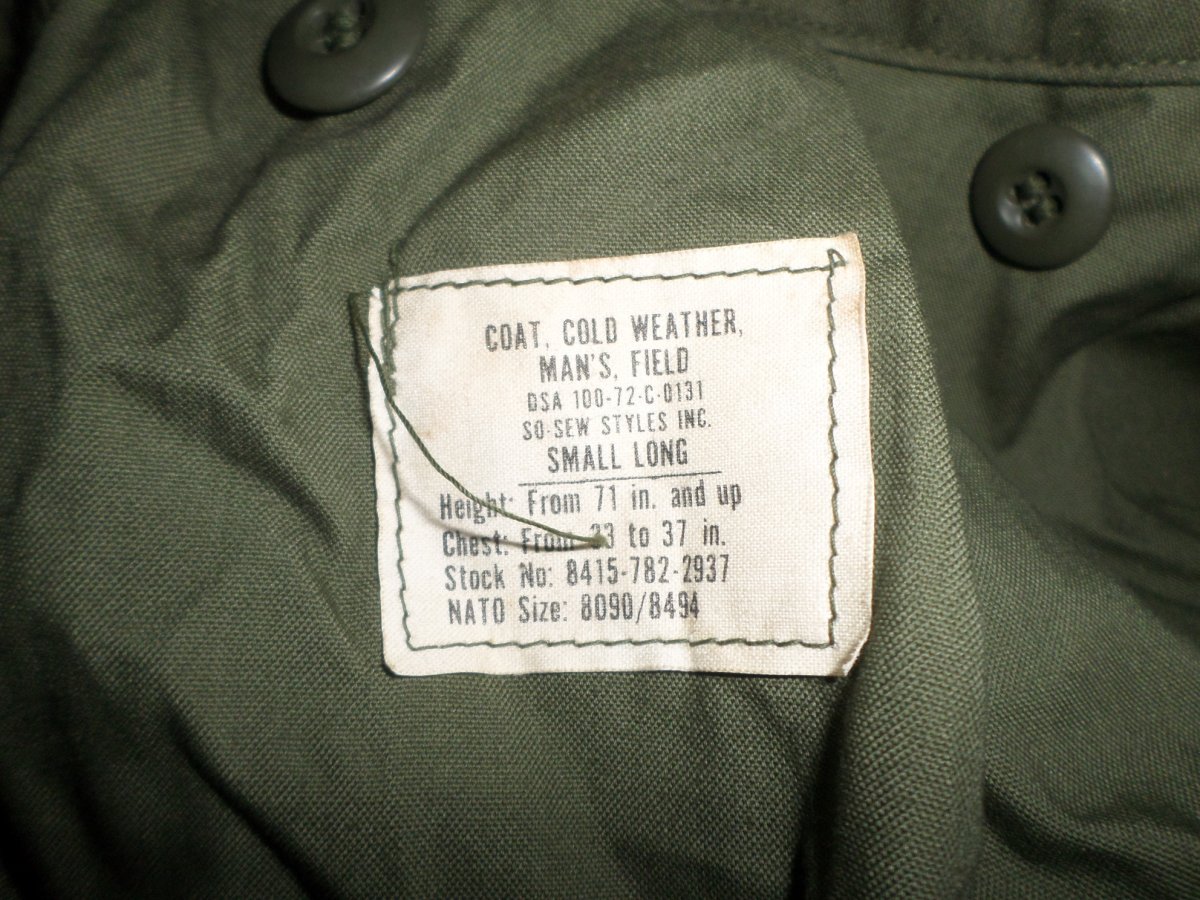 COAT, COLD WEATHER,
MAN'S, FIELD
DSA 100-72-C-0131
SO-SEW STYLES INC.
SMALL LONG
Height: From 71 in. and up
Chest: From 33 to 37 in.
Stock No: 8415-782-2937
NATO Size: 8090/8494